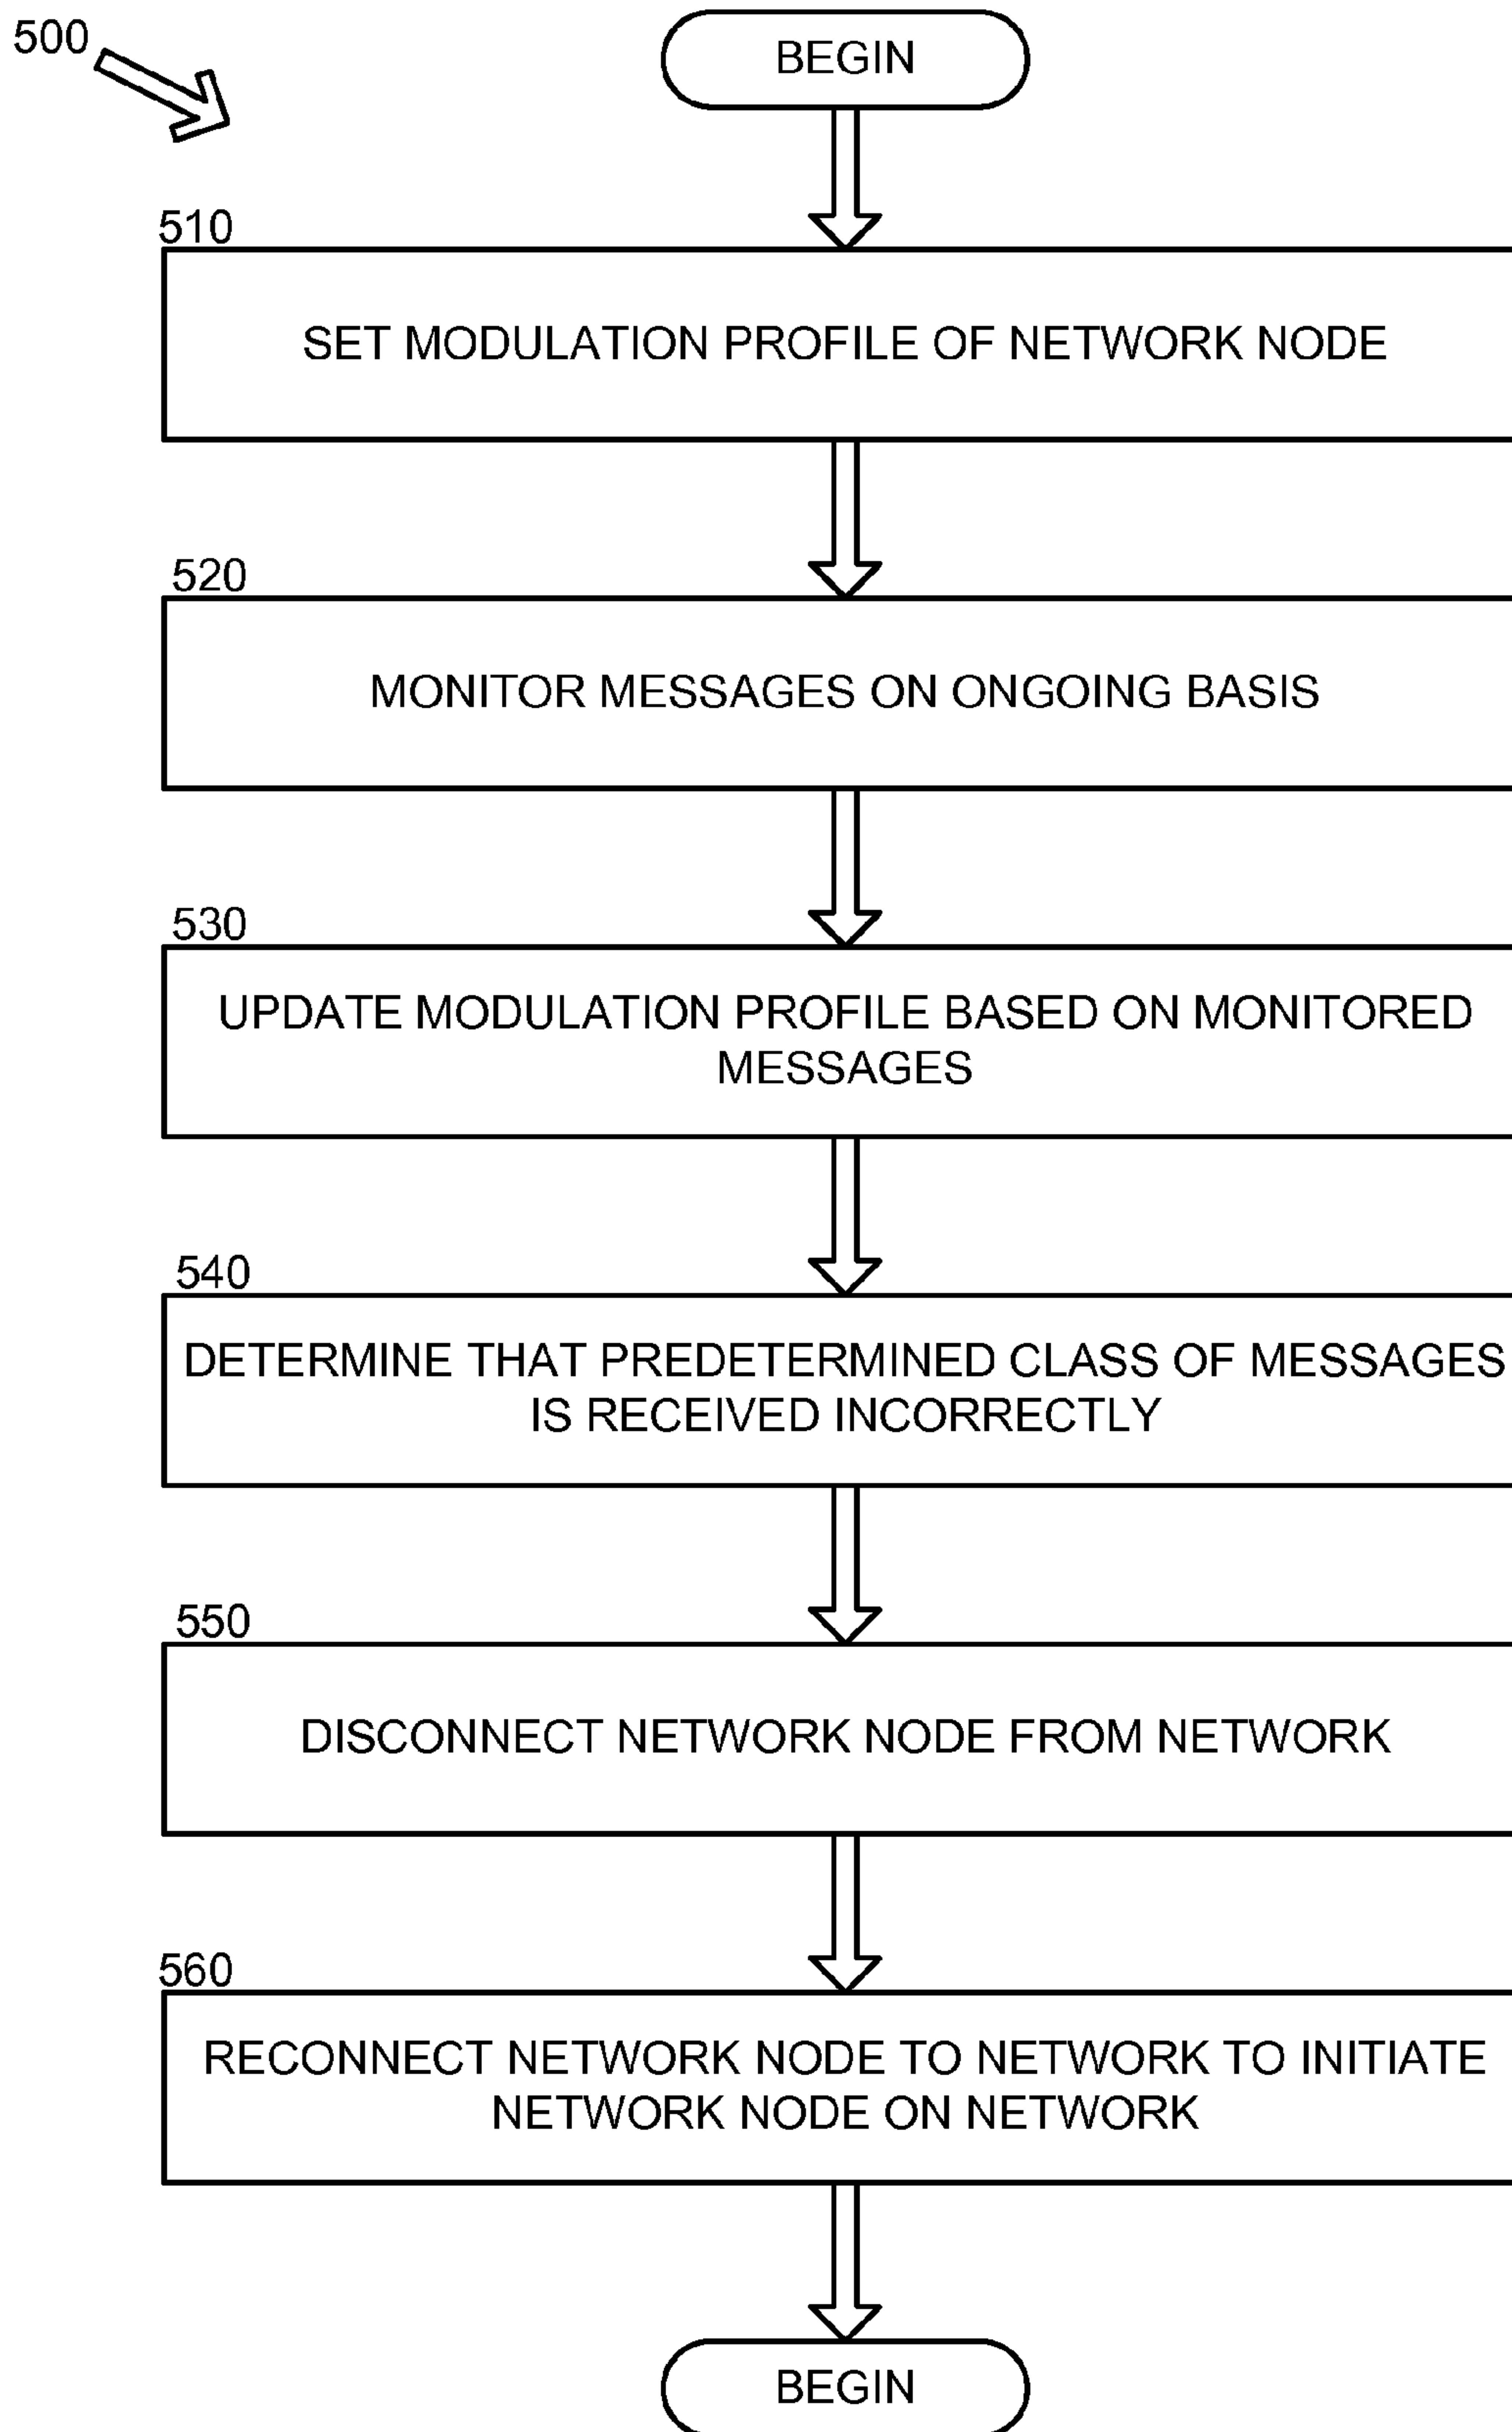 500
BEGIN
510
SET MODULATION PROFILE OF NETWORK NODE
520
MONITOR MESSAGES ON ONGOING BASIS
530
UPDATE MODULATION PROFILE BASED ON MONITORED
MESSAGES
540
DETERMINE THAT PREDETERMINED CLASS OF MESSAGES
IS RECEIVED INCORRECTLY
550
DISCONNECT NETWORK NODE FROM NETWORK
560
RECONNECT NETWORK NODE TO NETWORK TO INITIATE
NETWORK NODE ON NETWORK
BEGIN